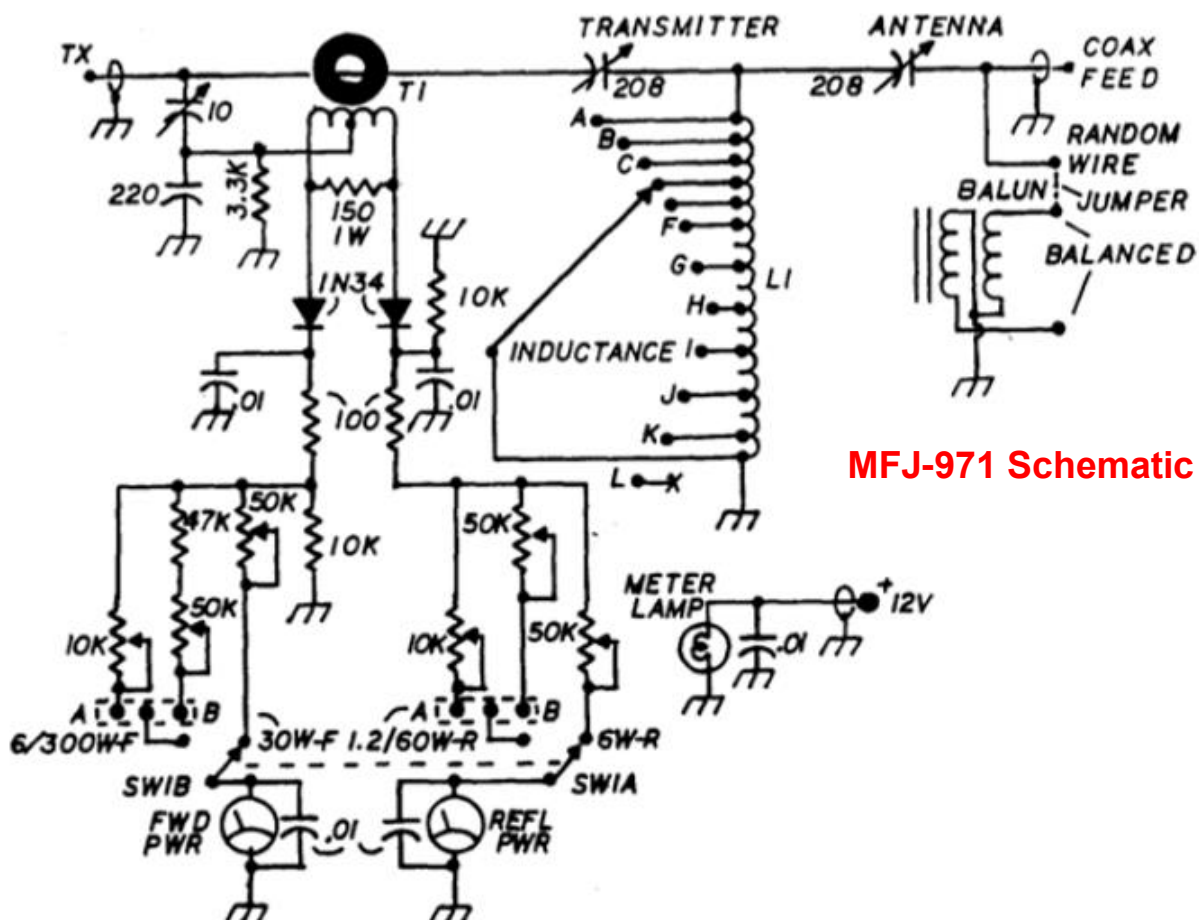 TRANSMITTER
ANTENNA
TX
COAX
FEED
T1
10
208
208
A
B
C
RANDOM
WIRE
220
3.3K
150
1W
BALUN
JUMPER
F
G
BALANCED
L1
1N34
10K
H
INDUCTANCE
I
.01
100
.01
J
K
MFJ-971 Schematic
L
X
47K
50K
10K
50K
50K
METER
LAMP
+
12V
10K
10K
50K
.01
A
B
A
B
6/300W-F
30W-F
1.2/60W-R
6W-R
SW1B
SW1A
FWD
PWR
.01
REFL
PWR